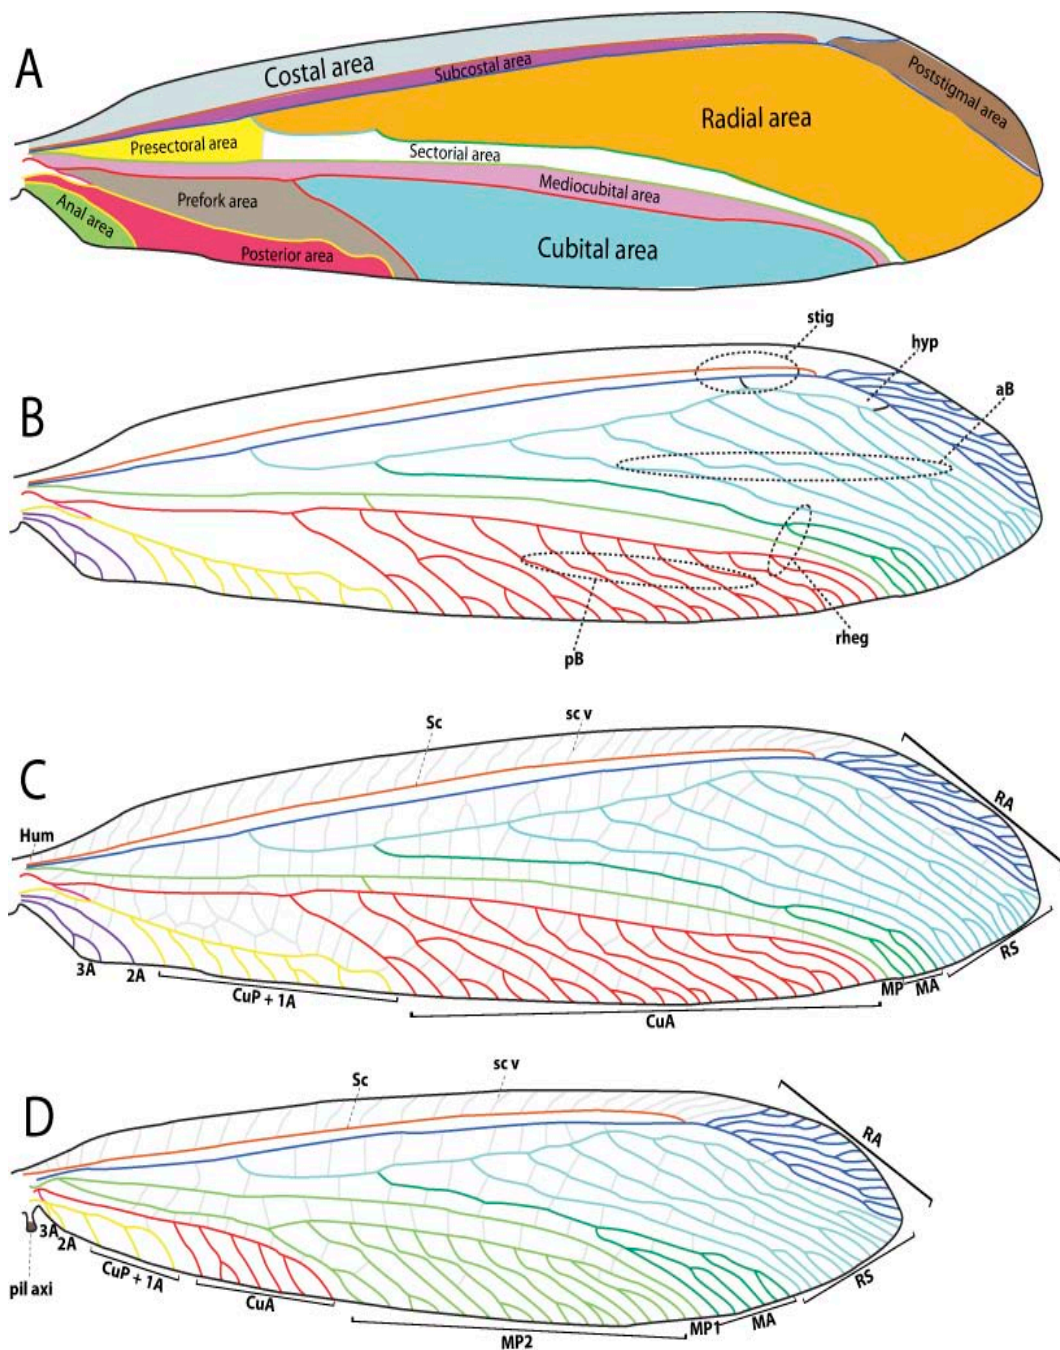 A
Costal area
Subcostal area
Poststigmal area
Radial area
Presectoral area
Sectorial area
Mediocubital area
Prefork area
Anal area
Cubital area
Posterior area
B
stig
hyp
aB
pB
rheg
C
Sc
sc v
Hum
RA
3A
2A
CuP + 1A
CuA
MP
MA
RS
D
Sc
sc v
RA
3A
2A
pil axi
CuP + 1A
CuA
MP2
MP1
MA
RS